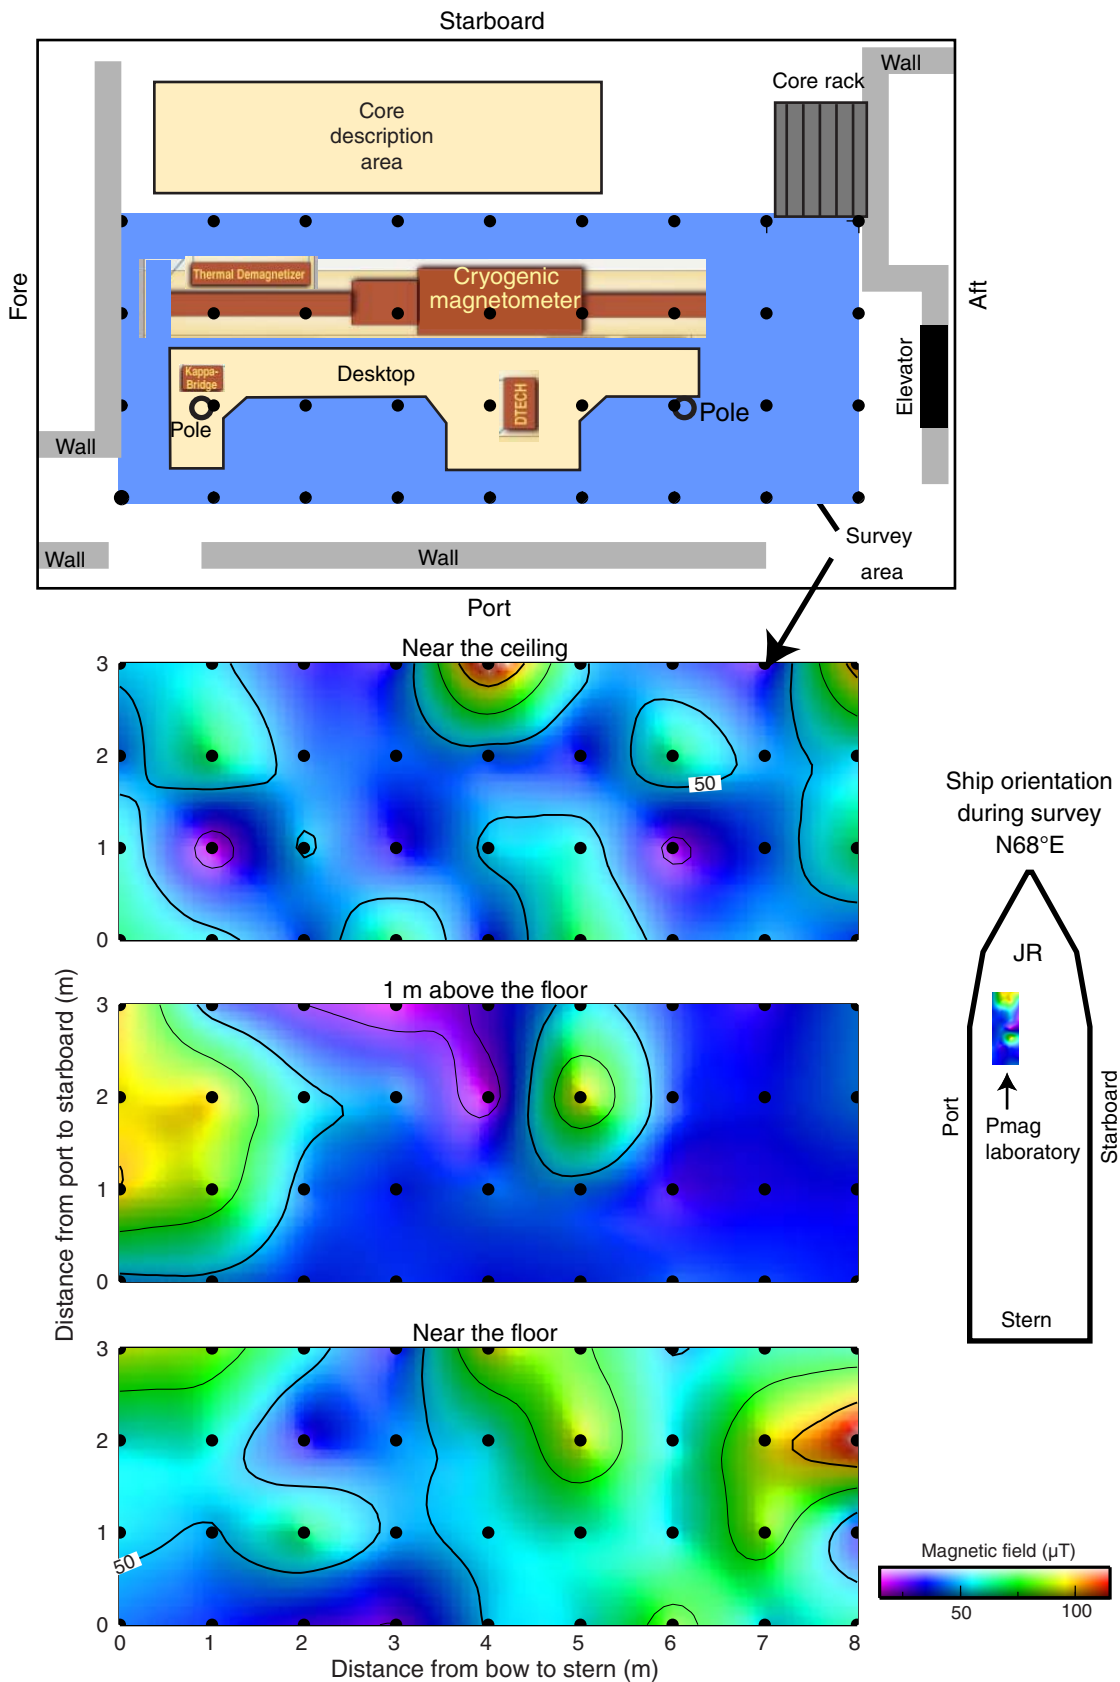 Starboard
Wall
Core rack
Core
description
area
Thermal Demagnetizer
Cryogenic
magnetometer
Fore
Aft
Kappa-
Bridge
Desktop
DTECH
Elevator
Pole
Pole
Wall
Wall
Wall
Survey
area
Port
Near the ceiling
3
2
1
0
50
1 m above the floor
3
2
1
0
Near the floor
3
2
1
0
50
0 1 2 3 4 5 6 7 8
Distance from bow to stern (m)
Distance from port to starboard (m)
Ship orientation
during survey
N68°E
JR
Port
Starboard
Pmag
laboratory
Stern
Magnetic field (μT)
50 100